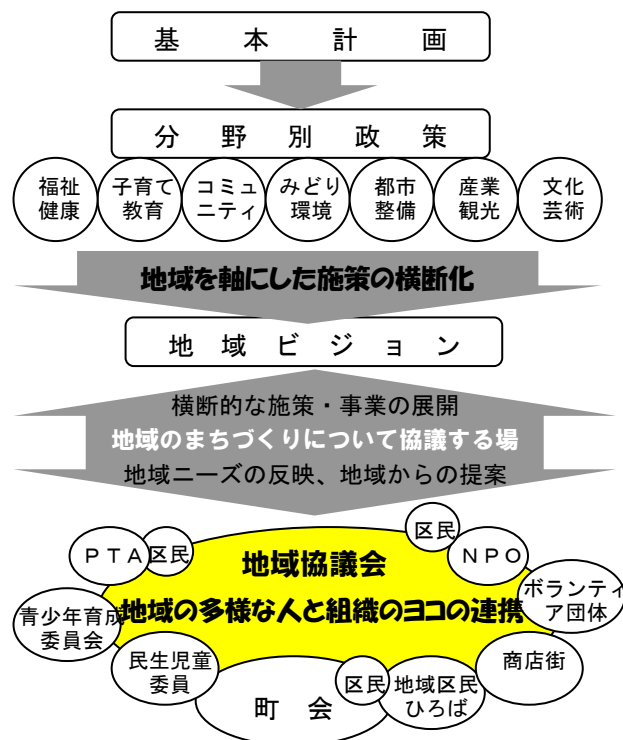 基本計画
分野別政策
福祉
健康
子育て
教育
コミュ
ニティ
みどり
環境
都市
整備
産業
観光
文化
芸術
地域を軸にした施策の横断化
地域ビジョン
横断的な施策・事業の展開
地域のまちづくりについて協議する場
地域ニーズの反映、地域からの提案
区民
PTA
区民
地域協議会
NPO
ボランティ
ア団体
青少年育成
委員会
地域の多様な人と組織のヨコの連携
民生児童
委員
町会
区民
地域区民
ひろば
商店街